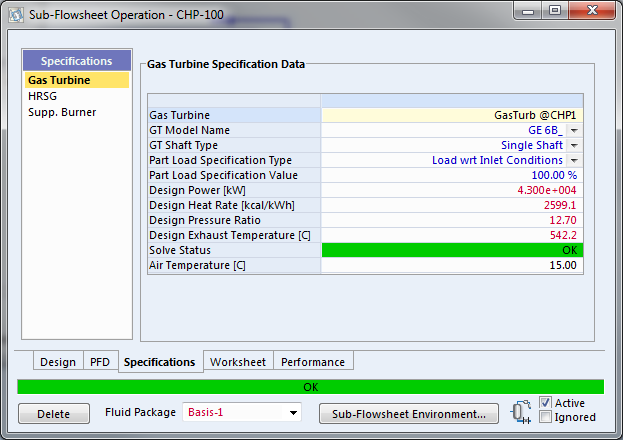 Sub-Flowsheet Operation - CHP-100
Specifications
Gas Turbine
HRSG
Supp. Burner
Gas Turbine Specification Data
Gas Turbine GasTurb @CHP1
GT Model Name GE 6B_
GT Shaft Type Single Shaft
Part Load Specification Type Load wrt Inlet Conditions
Part Load Specification Value 100.00 %
Design Power [kW] 4.300e+004
Design Heat Rate [kcal/kWh] 2599.1
Design Pressure Ratio 12.70
Design Exhaust Temperature [C] 542.2
Solve Status OK
Air Temperature [C] 15.00
Design PFD Specifications Worksheet Performance
OK
Delete Fluid Package Basis-1 Sub-Flowsheet Environment... Active
Ignored